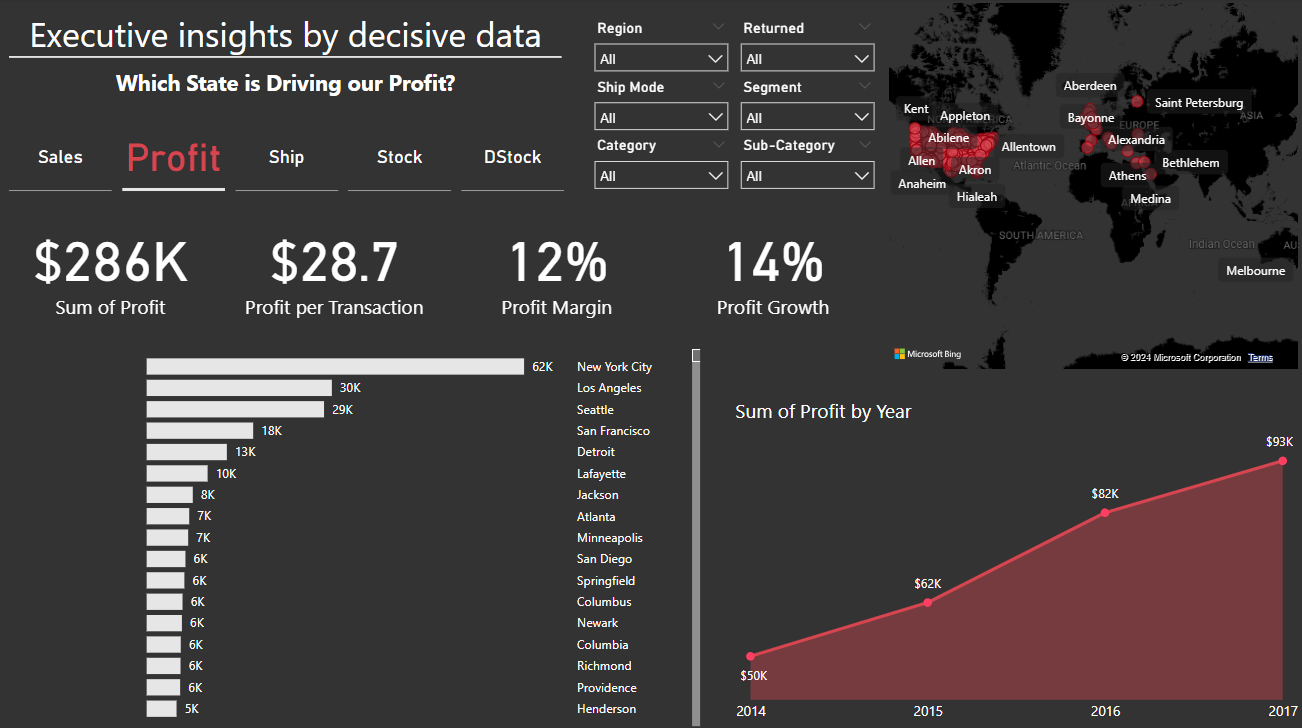 Executive insights by decisive data
Which State is Driving our Profit?
Sales
Profit
Ship
Stock
DStock
Region
All
Returned
All
Ship Mode
All
Segment
All
Category
All
Sub-Category
All
$286K
Sum of Profit
$28.7
Profit per Transaction
12%
Profit Margin
14%
Profit Growth
62K New York City
30K Los Angeles
29K Seattle
18K San Francisco
13K Detroit
10K Lafayette
8K Jackson
7K Atlanta
7K Minneapolis
6K San Diego
6K Springfield
6K Columbus
6K Newark
6K Columbia
6K Richmond
6K Providence
5K Henderson
Aberdeen
Kent
Appleton
Saint Petersburg
Bayonne
EUROPE
ASIA
Abilene
Allentown
Alexandria
Allen
Akron
Atlantic Ocean
Bethlehem
Anaheim
Athens
Hialeah
Medina
SOUTH AMERICA
Indian Ocean
AU
Melbourne
Microsoft Bing
© 2024 Microsoft Corporation Terms
Sum of Profit by Year
$93K
$82K
$62K
$50K
2014
2015
2016
2017